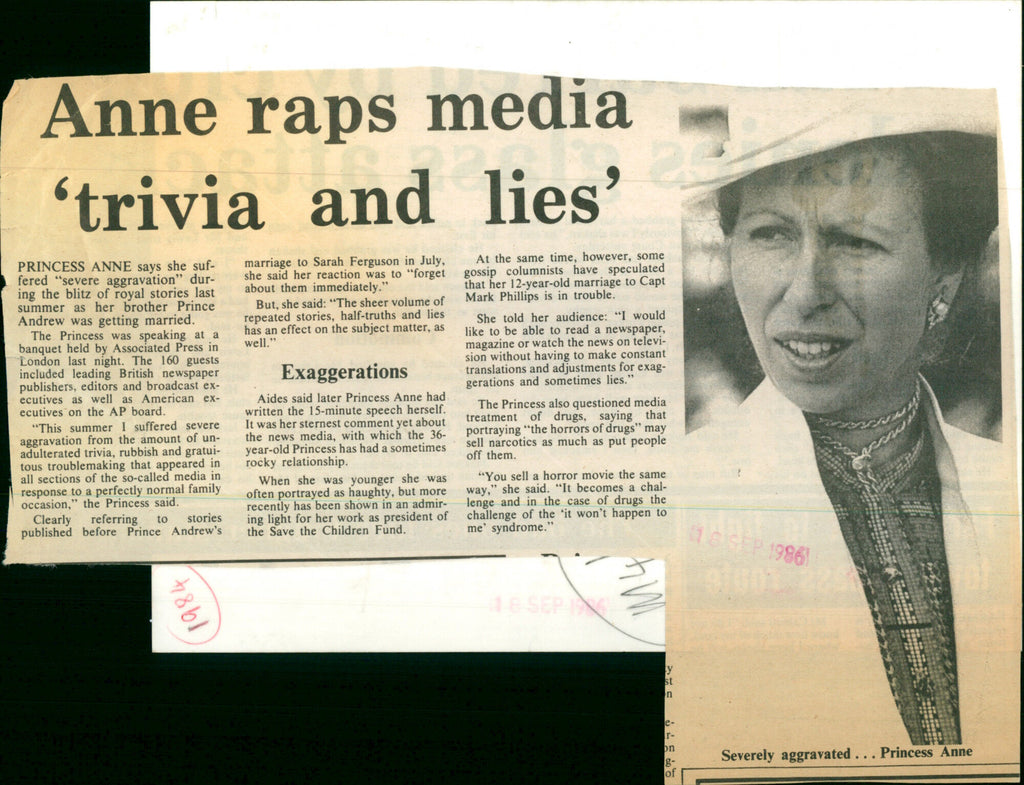 Anne raps media
‘trivia and lies’
PRINCESS ANNE says she suf-
fered “severe aggravation” dur-
ing the blitz of royal stories last
summer as her brother Prince
Andrew was getting married.
The Princess was speaking at a
banquet held by Associated Press in
London last night. The 160 guests
included leading British newspaper
publishers, editors and broadcast ex-
ecutives as well as American ex-
ecutives on the AP board.
“This summer I suffered severe
aggravation from the amount of un-
adulterated trivia, rubbish and gratui-
tous troublemaking that appeared in
all sections of the so-called media in
response to a perfectly normal family
occasion,” the Princess said.
Clearly referring to stories
published before Prince Andrew’s
marriage to Sarah Ferguson in July,
she said her reaction was to “forget
about them immediately.”
But, she said: “The sheer volume of
repeated stories, half-truths and lies
has an effect on the subject matter, as
well.”
Exaggerations
Aides said later Princess Anne had
written the 15-minute speech herself.
It was her sternest comment yet about
the news media, with which the 36-
year-old Princess has had a sometimes
rocky relationship.
When she was younger she was
often portrayed as haughty, but more
recently has been shown in an admir-
ing light for her work as president of
the Save the Children Fund.
At the same time, however, some
gossip columnists have speculated
that her 12-year-old marriage to Capt
Mark Phillips is in trouble.
She told her audience: “I would
like to be able to read a newspaper,
magazine or watch the news on televi-
sion without having to make constant
translations and adjustments for exag-
gerations and sometimes lies.”
The Princess also questioned media
treatment of drugs, saying that
portraying “the horrors of drugs” may
sell narcotics as much as put people
off them.
“You sell a horror movie the same
way,” she said. “It becomes a chal-
lenge and in the case of drugs the
challenge of the ‘it won’t happen to
me’ syndrome.”
18 SEP 1986
1984
18 SEP 1986
Severely aggravated . . . Princess Anne